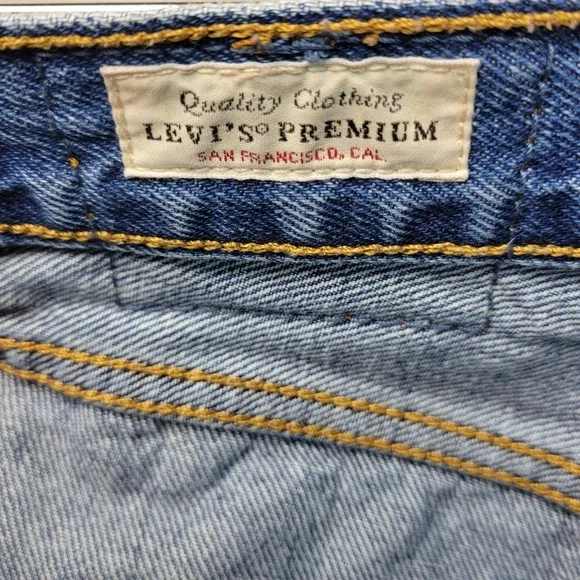 Quality Clothing
LEVI'S® PREMIUM
SAN FRANCISCO, CAL.